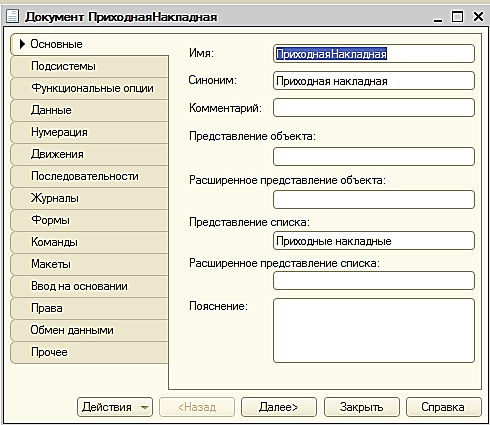 Документ ПриходнаяНакладная
Основные
Подсистемы
Функциональные опции
Данные
Нумерация
Движения
Последовательности
Журналы
Формы
Команды
Макеты
Ввод на основании
Права
Обмен данными
Прочее
Имя: ПриходнаяНакладная
Синоним: Приходная накладная
Комментарий:
Представление объекта:
Расширенное представление объекта:
Представление списка:
Приходные накладные
Расширенное представление списка:
Пояснение:
Действия <Назад Далее> Закрыть Справка